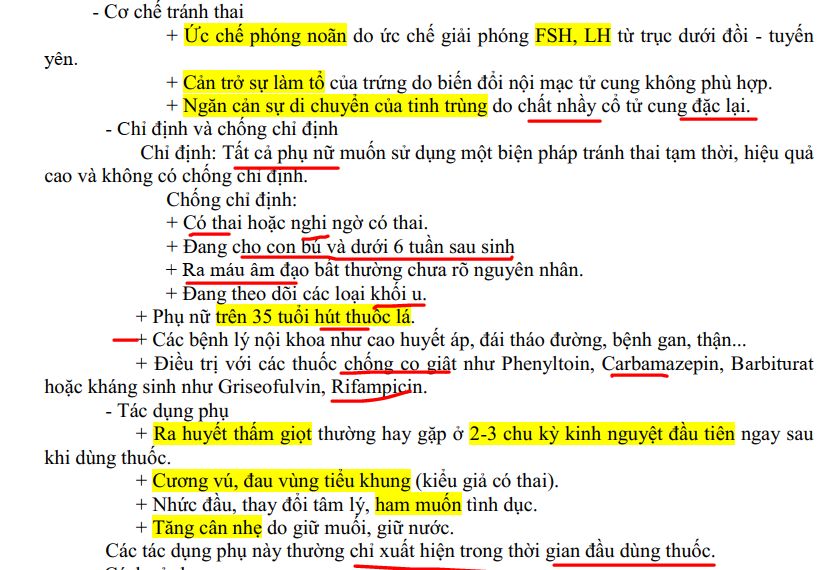 - Cơ chế tránh thai
+ Ức chế phóng noãn do ức chế giải phóng FSH, LH từ trục dưới đồi - tuyến
yên.
+ Cản trở sự làm tổ của trứng do biến đổi nội mạc tử cung không phù hợp.
+ Ngăn cản sự di chuyển của tinh trùng do chất nhầy cổ tử cung đặc lại.
- Chỉ định và chống chỉ định
Chỉ định: Tất cả phụ nữ muốn sử dụng một biện pháp tránh thai tạm thời, hiệu quả
cao và không có chống chỉ định.
Chống chỉ định:
+ Có thai hoặc nghi ngờ có thai.
+ Đang cho con bú và dưới 6 tuần sau sinh
+ Ra máu âm đạo bất thường chưa rõ nguyên nhân.
+ Đang theo dõi các loại khối u.
+ Phụ nữ trên 35 tuổi hút thuốc lá.
+ Các bệnh lý nội khoa như cao huyết áp, đái tháo đường, bệnh gan, thận...
+ Điều trị với các thuốc chống co giật như Phenyltoin, Carbamazepin, Barbiturat
hoặc kháng sinh như Griseofulvin, Rifampicin.
- Tác dụng phụ
+ Ra huyết thấm giọt thường hay gặp ở 2-3 chu kỳ kinh nguyệt đầu tiên ngay sau
khi dùng thuốc.
+ Cương vú, đau vùng tiểu khung (kiểu giả có thai).
+ Nhức đầu, thay đổi tâm lý, ham muốn tình dục.
+ Tăng cân nhẹ do giữ muối, giữ nước.
Các tác dụng phụ này thường chỉ xuất hiện trong thời gian đầu dùng thuốc.